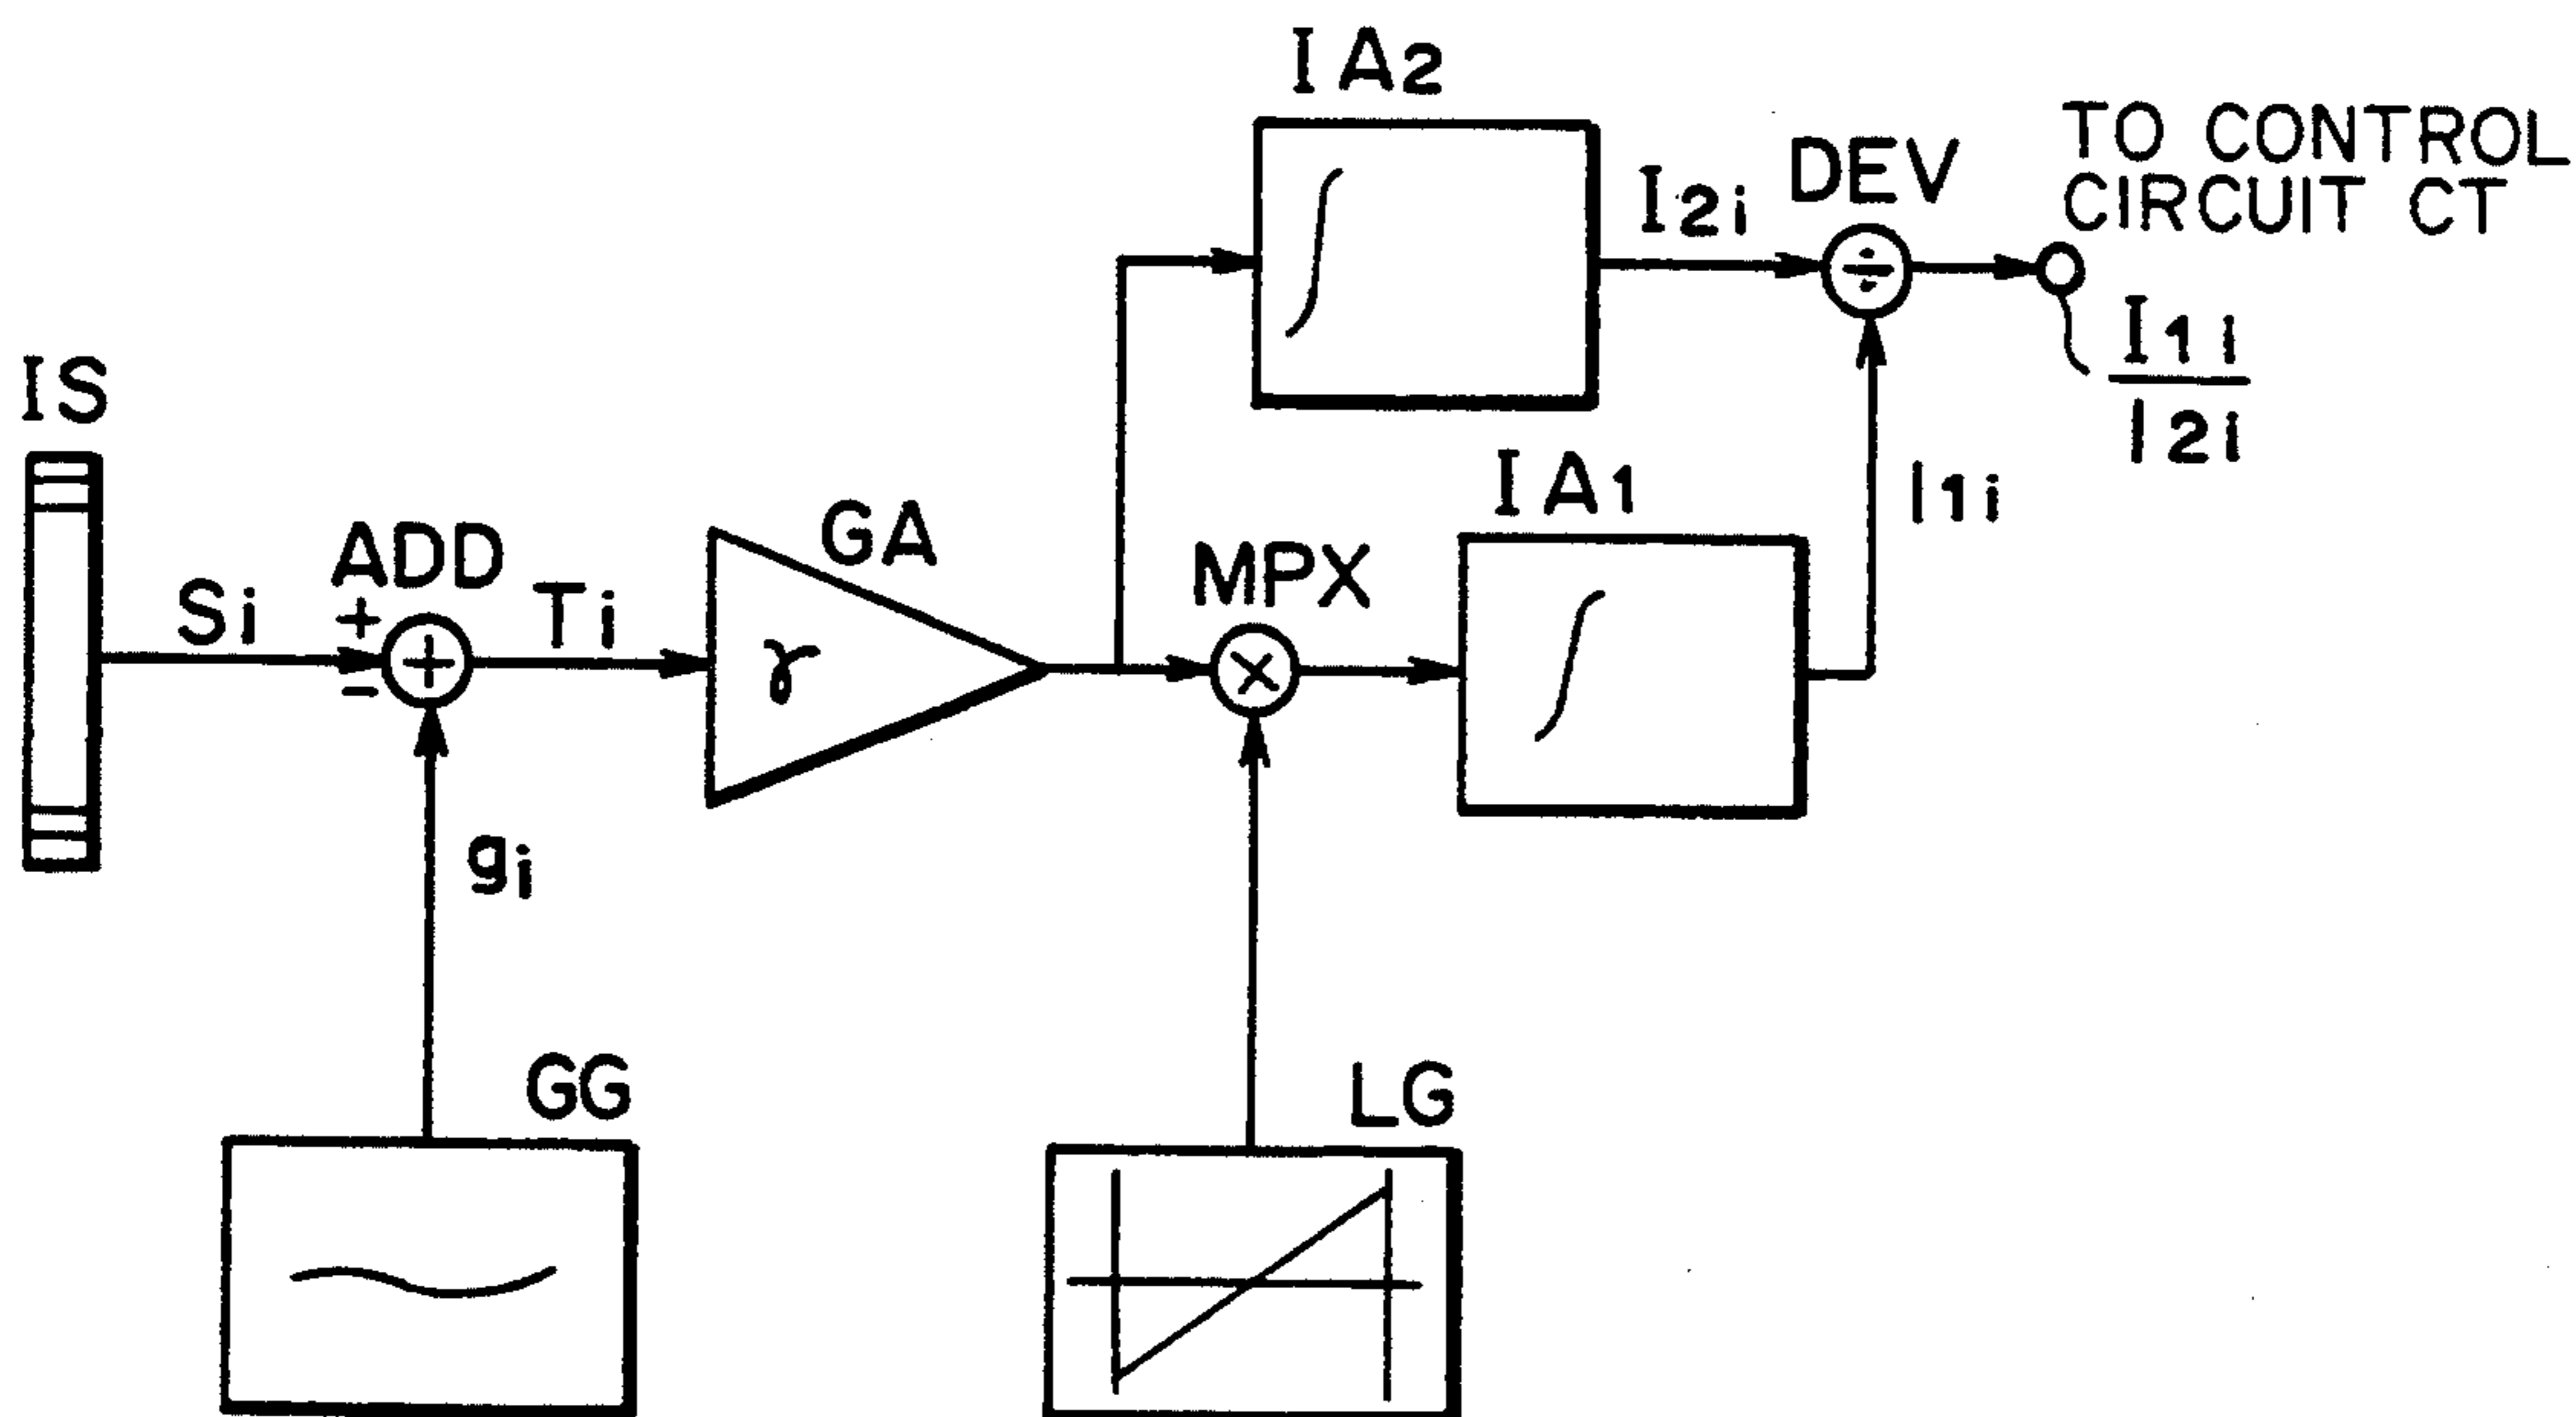 IA2
TO CONTROL
CIRCUIT CT
I2i
DEV
I1i
I2i
IS
IA1
I1i
GA
MPX
ADD
Si
+
-
+
Ti
γ
×
÷
gi
GG
LG